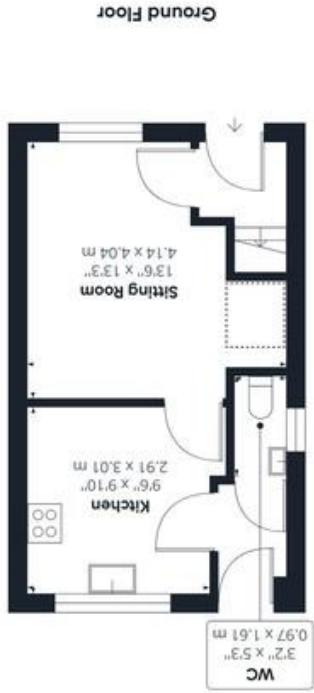 WC
3'2" x 5'3"
0.97 x 1.61 m
Kitchen
9'6" x 9'10"
2.91 x 3.01 m
Sitting Room
13'6" x 13'3"
4.14 x 4.04 m
Ground Floor